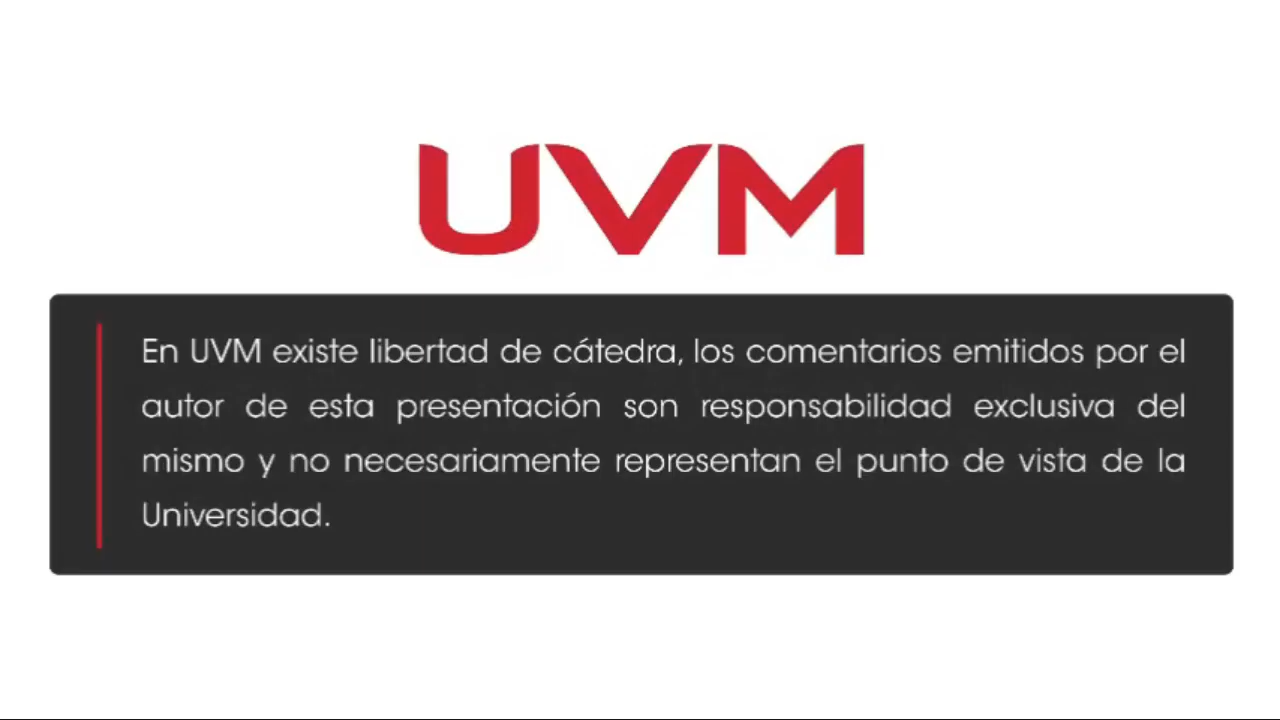 UVM
En UVM existe libertad de cátedra, los comentarios emitidos por el
autor de esta presentación son responsabilidad exclusiva del
mismo y no necesariamente representan el punto de vista de la
Universidad.